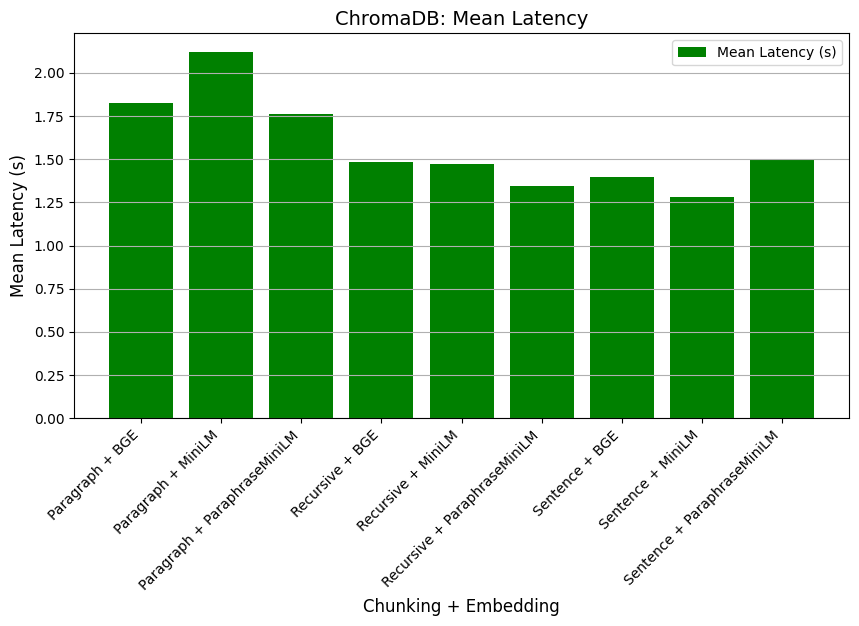 ChromaDB: Mean Latency
Mean Latency (s)
Mean Latency (s)
2.00
1.75
1.50
1.25
1.00
0.75
0.50
0.25
0.00
Paragraph + BGE
Paragraph + MiniLM
Paragraph + ParaphraseMiniLM
Recursive + BGE
Recursive + MiniLM
Recursive + ParaphraseMiniLM
Sentence + BGE
Sentence + MiniLM
Sentence + ParaphraseMiniLM
Chunking + Embedding